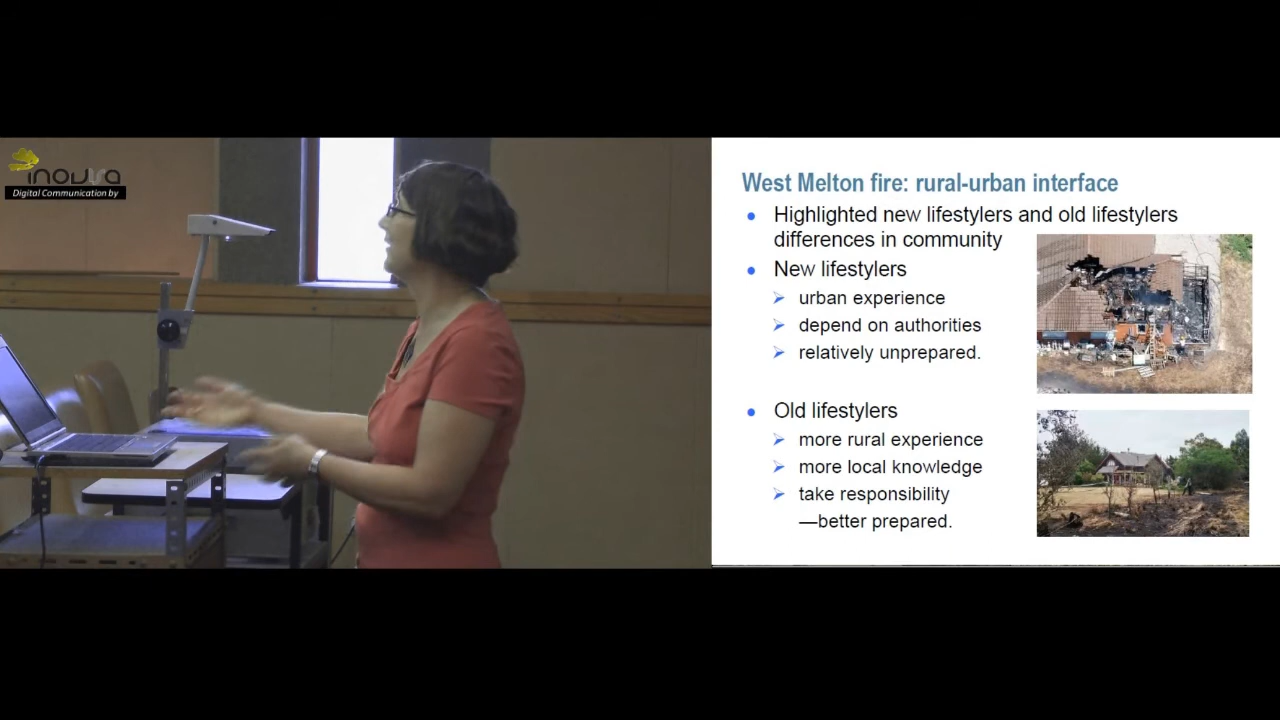 inovra
Digital Communication by
West Melton fire: rural-urban interface
Highlighted new lifestylers and old lifestylers
differences in community
New lifestylers
urban experience
depend on authorities
relatively unprepared.
Old lifestylers
more rural experience
more local knowledge
take responsibility
—better prepared.